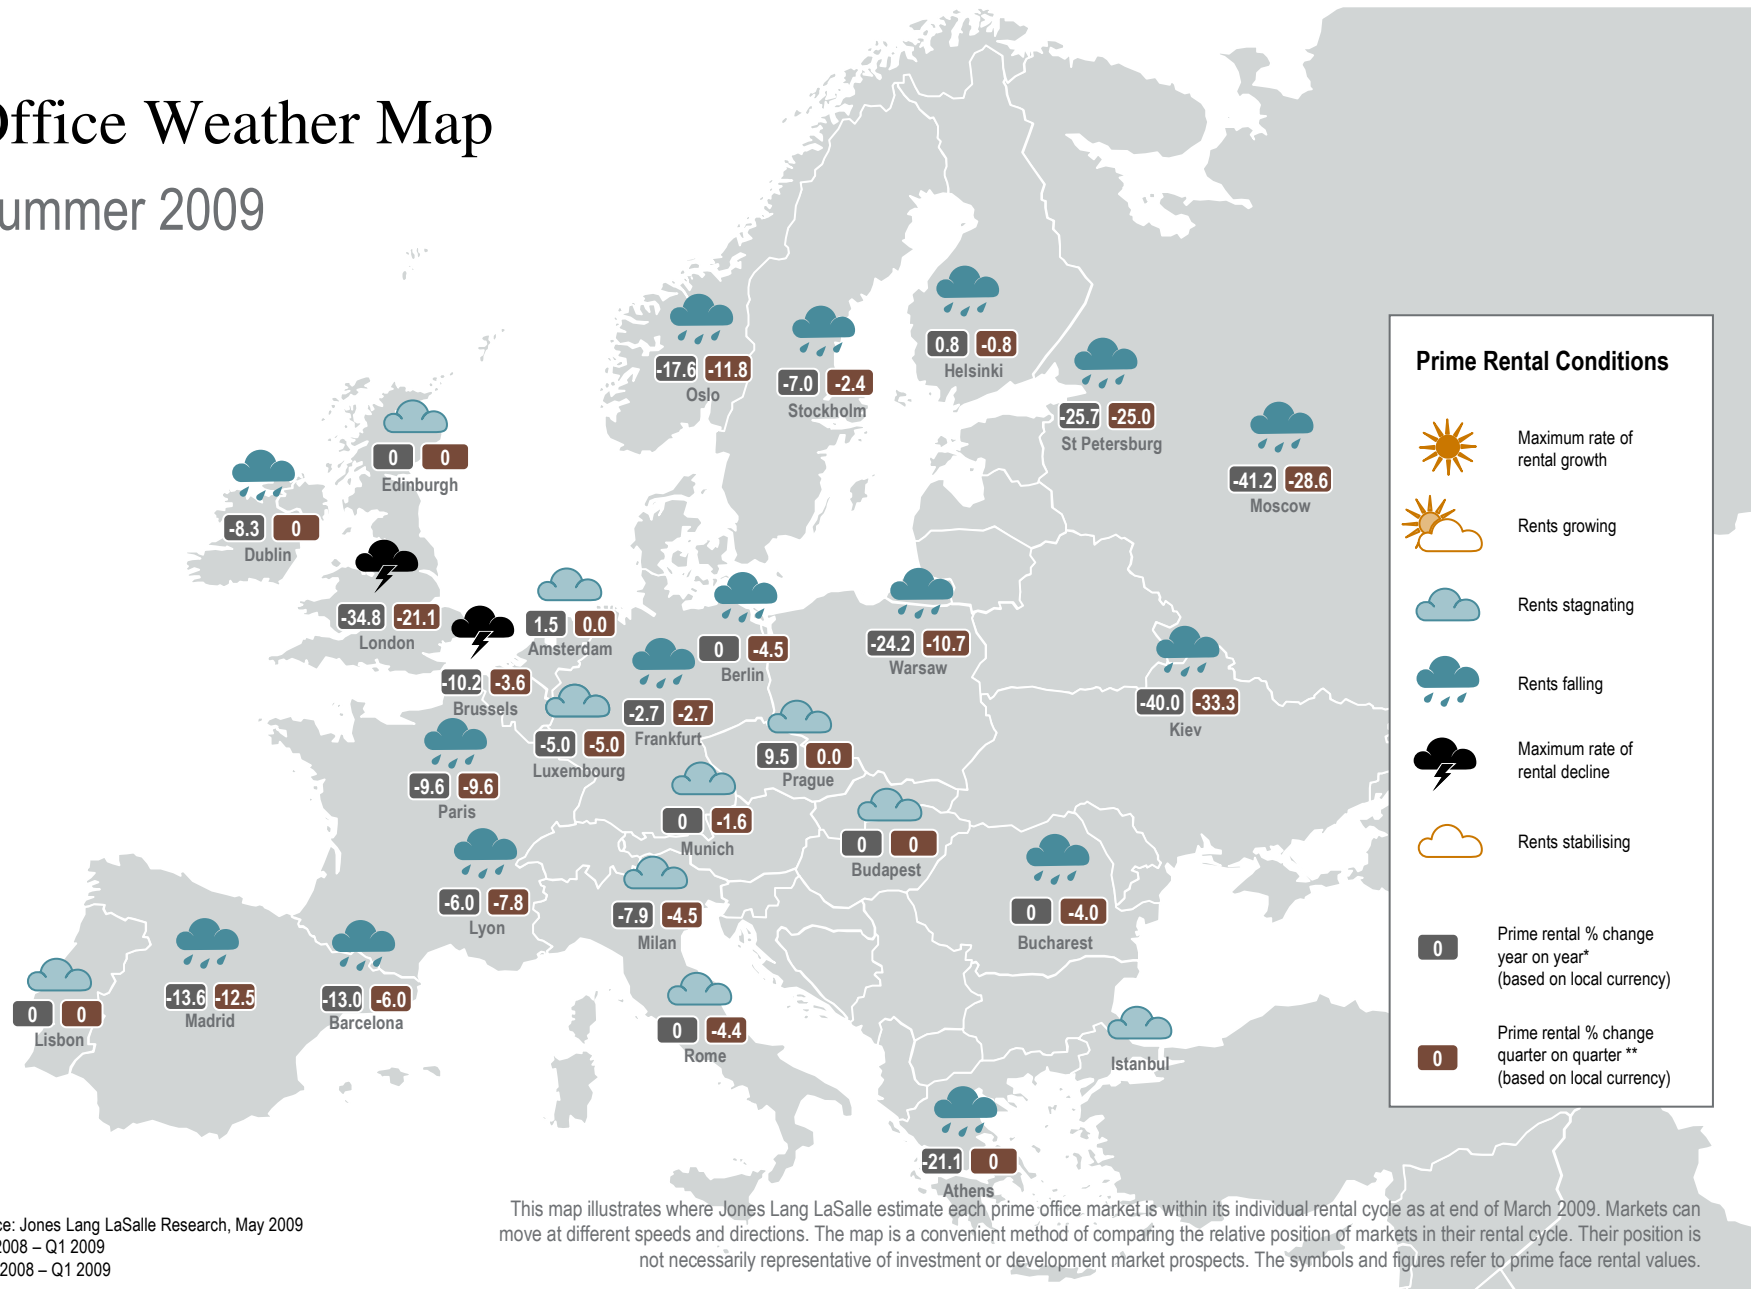 Office Weather Map
ummer 2009
0.8 -0.8
Helsinki
-17.6 -11.8
Oslo
-7.0 -2.4
Stockholm
-25.7 -25.0
St Petersburg
-41.2 -28.6
Moscow
0 0
Edinburgh
-8.3 0
Dublin
-34.8 -21.1
London
1.5 0.0
Amsterdam
0 -4.5
Berlin
-24.2 -10.7
Warsaw
-10.2 -3.6
Brussels
-2.7 -2.7
Frankfurt
-40.0 -33.3
Kiev
-5.0 -5.0
Luxembourg
9.5 0.0
Prague
-9.6 -9.6
Paris
0 -1.6
Munich
0 0
Budapest
-6.0 -7.8
Lyon
-7.9 -4.5
Milan
0 -4.0
Bucharest
0 0
Lisbon
-13.6 -12.5
Madrid
-13.0 -6.0
Barcelona
0 -4.4
Rome
Istanbul
-21.1 0
Athens
Prime Rental Conditions
Maximum rate of
rental growth
Rents growing
Rents stagnating
Rents falling
Maximum rate of
rental decline
Rents stabilising
0
Prime rental % change
year on year*
(based on local currency)
0
Prime rental % change
quarter on quarter **
(based on local currency)
ce: Jones Lang LaSalle Research, May 2009
2008 – Q1 2009
2008 – Q1 2009
This map illustrates where Jones Lang LaSalle estimate each prime office market is within its individual rental cycle as at end of March 2009. Markets can
move at different speeds and directions. The map is a convenient method of comparing the relative position of markets in their rental cycle. Their position is
not necessarily representative of investment or development market prospects. The symbols and figures refer to prime face rental values.